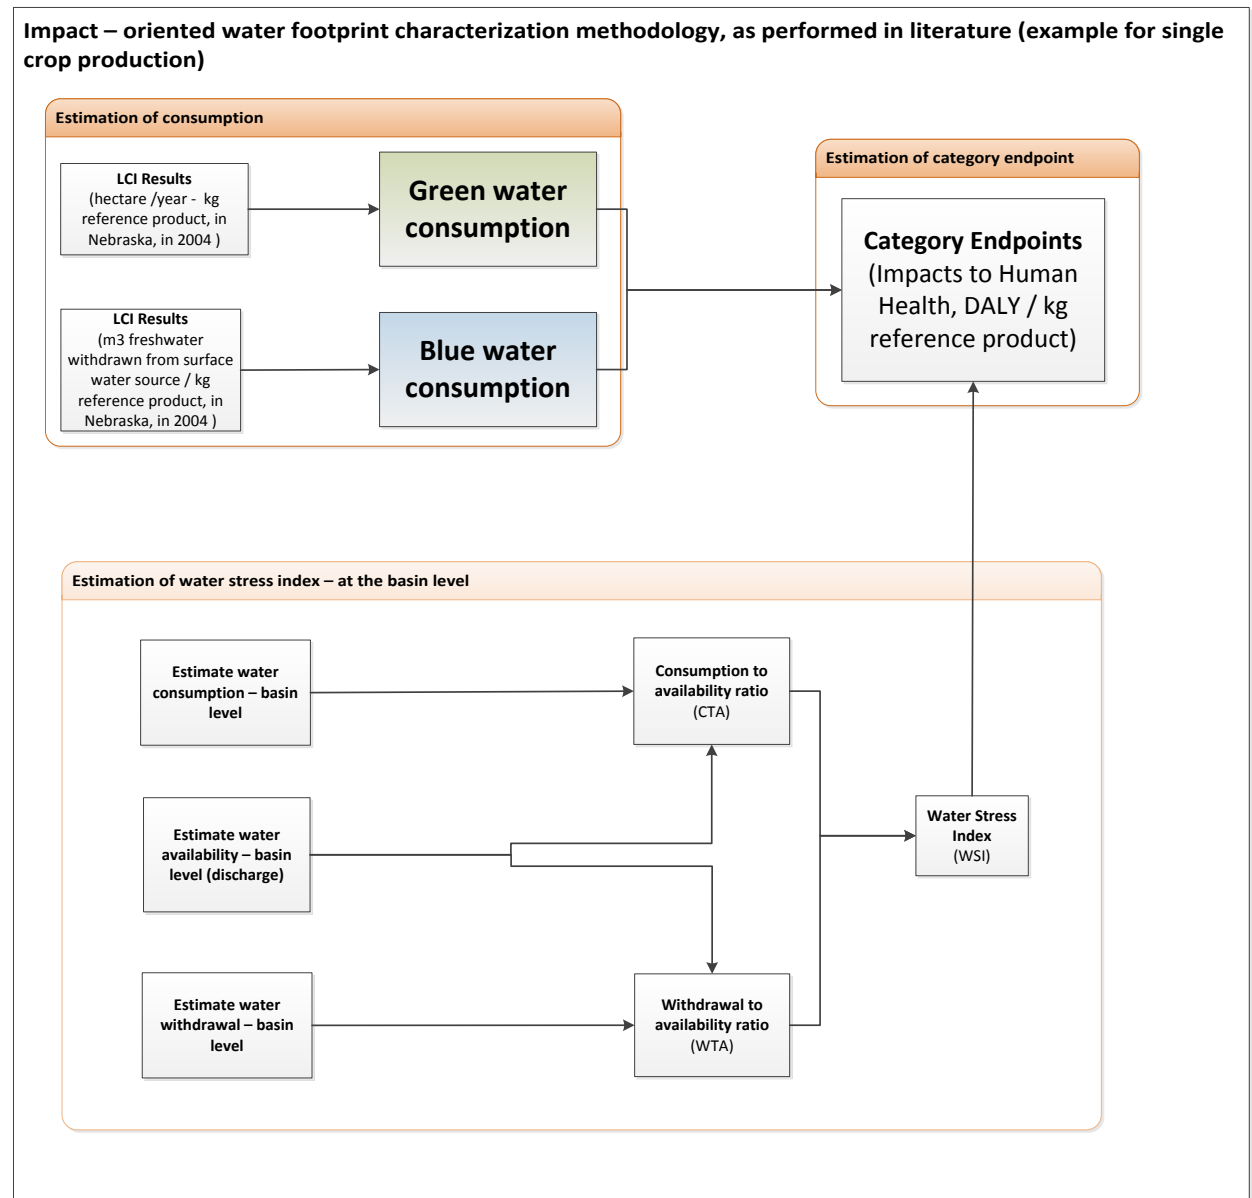 Impact – oriented water footprint characterization methodology, as performed in literature (example for single
crop production)
Estimation of consumption
LCI Results
(hectare /year -  kg
reference product, in
Nebraska, in 2004 )
Green water
consumption
LCI Results
(m3 freshwater
withdrawn from surface
water source / kg
reference product, in
Nebraska, in 2004 )
Blue water
consumption
Estimation of category endpoint
Category Endpoints
(Impacts to Human
Health, DALY / kg
reference product)
Estimation of water stress index – at the basin level
Estimate water
consumption – basin
level
Consumption to
availability ratio
(CTA)
Estimate water
availability – basin
level (discharge)
Water Stress
Index
(WSI)
Estimate water
withdrawal – basin
level
Withdrawal to
availability ratio
(WTA)